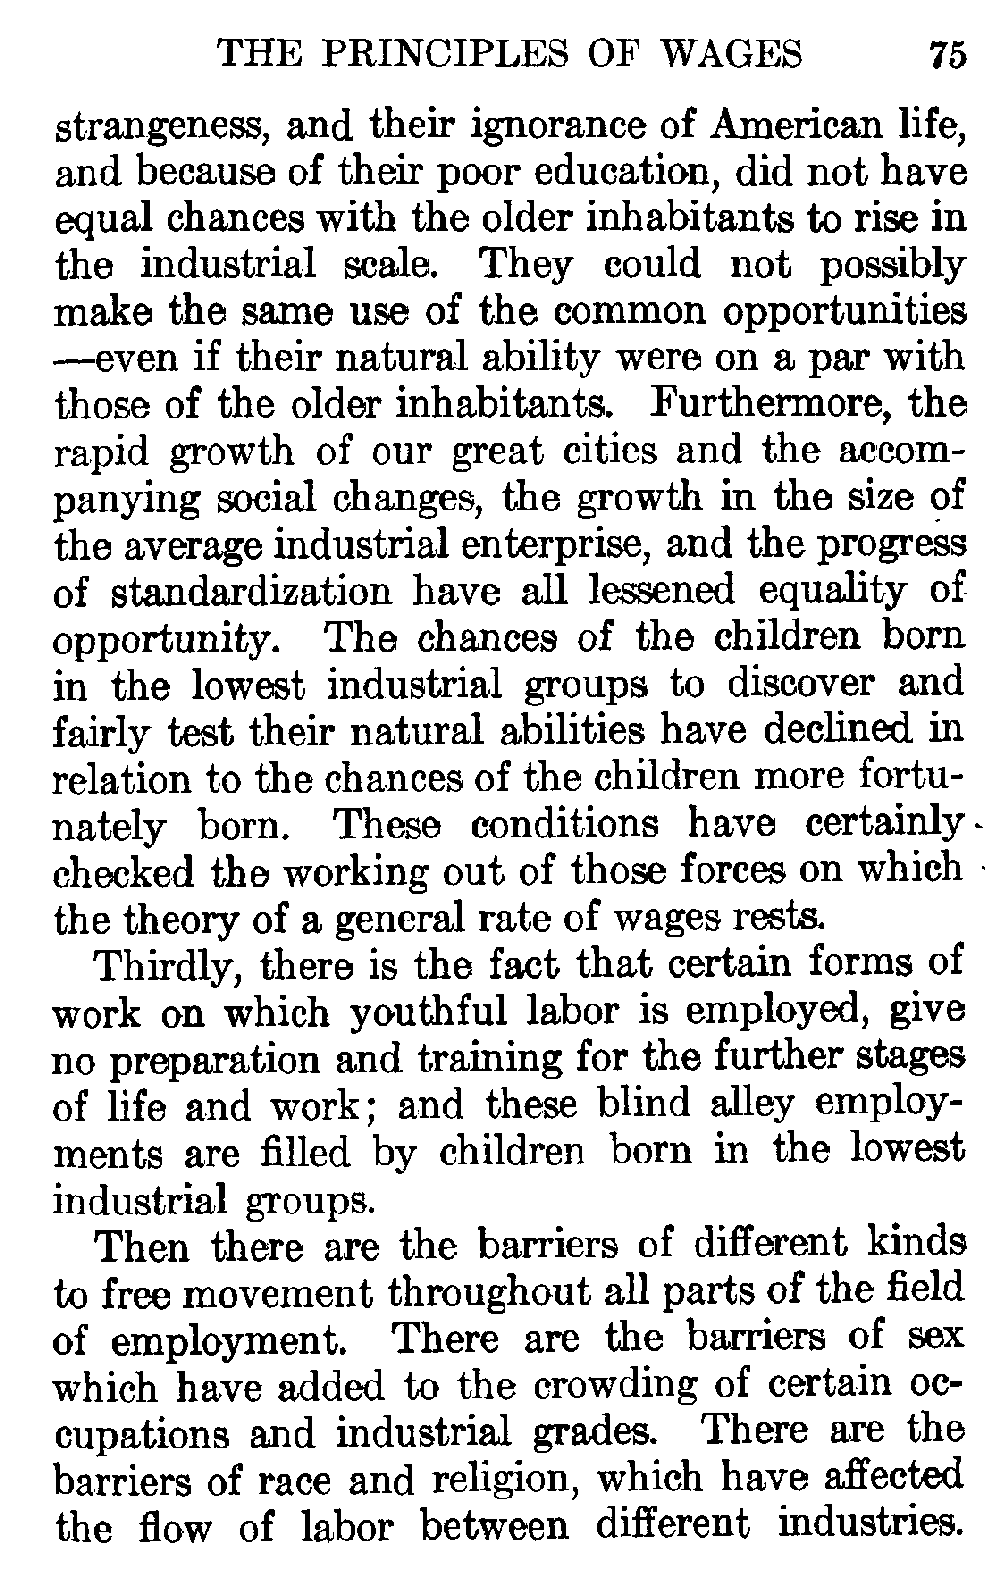 THE PRINCIPLES OF WAGES 75
strangeness, and their ignorance of American life,
and because of their poor education, did not have
equal chances with the older inhabitants to rise in
the industrial scale. They could not possibly
make the same use of the common opportunities
—even if their natural ability were on a par with
those of the older inhabitants. Furthermore, the
rapid growth of our great cities and the accom-
panying social changes, the growth in the size of
the average industrial enterprise, and the progress
of standardization have all lessened equality of
opportunity. The chances of the children born
in the lowest industrial groups to discover and
fairly test their natural abilities have declined in
relation to the chances of the children more fortu-
nately born. These conditions have certainly
checked the working out of those forces on which
the theory of a general rate of wages rests.
Thirdly, there is the fact that certain forms of
work on which youthful labor is employed, give
no preparation and training for the further stages
of life and work; and these blind alley employ-
ments are filled by children born in the lowest
industrial groups.
Then there are the barriers of different kinds
to free movement throughout all parts of the field
of employment. There are the barriers of sex
which have added to the crowding of certain oc-
cupations and industrial grades. There are the
barriers of race and religion, which have affected
the flow of labor between different industries.